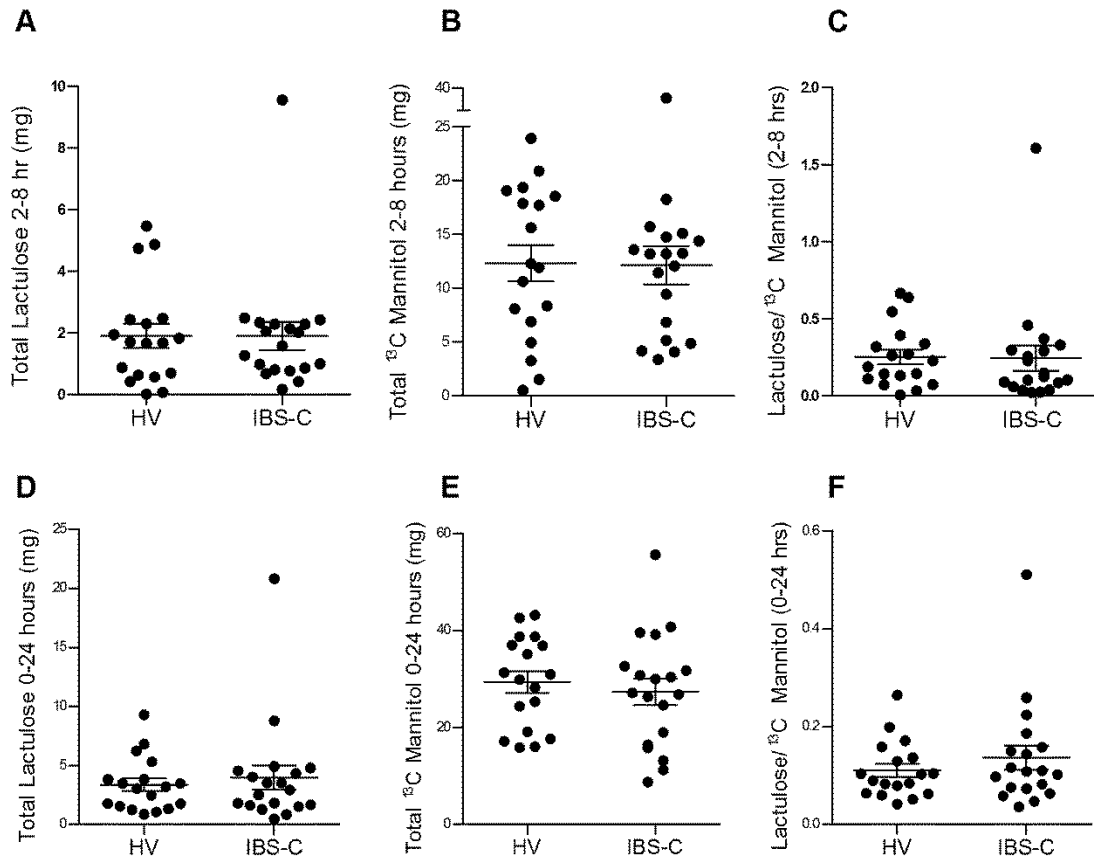 A
Total Lactulose 2-8 hr (mg)
10
8
6
4
2
0
HV
IBS-C
B
Total ¹³C Mannitol 2-8 hours (mg)
40
25
20
15
10
5
0
HV
IBS-C
C
Lactulose/ ¹³C Mannitol (2-8 hrs)
2.0
1.5
1.0
0.5
0.0
HV
IBS-C
D
Total Lactulose 0-24 hours (mg)
25
20
15
10
5
0
HV
IBS-C
E
Total ¹³C Mannitol 0-24 hours (mg)
60
40
20
0
HV
IBS-C
F
Lactulose/ ¹³C Mannitol (0-24 hrs)
0.6
0.4
0.2
0.0
HV
IBS-C